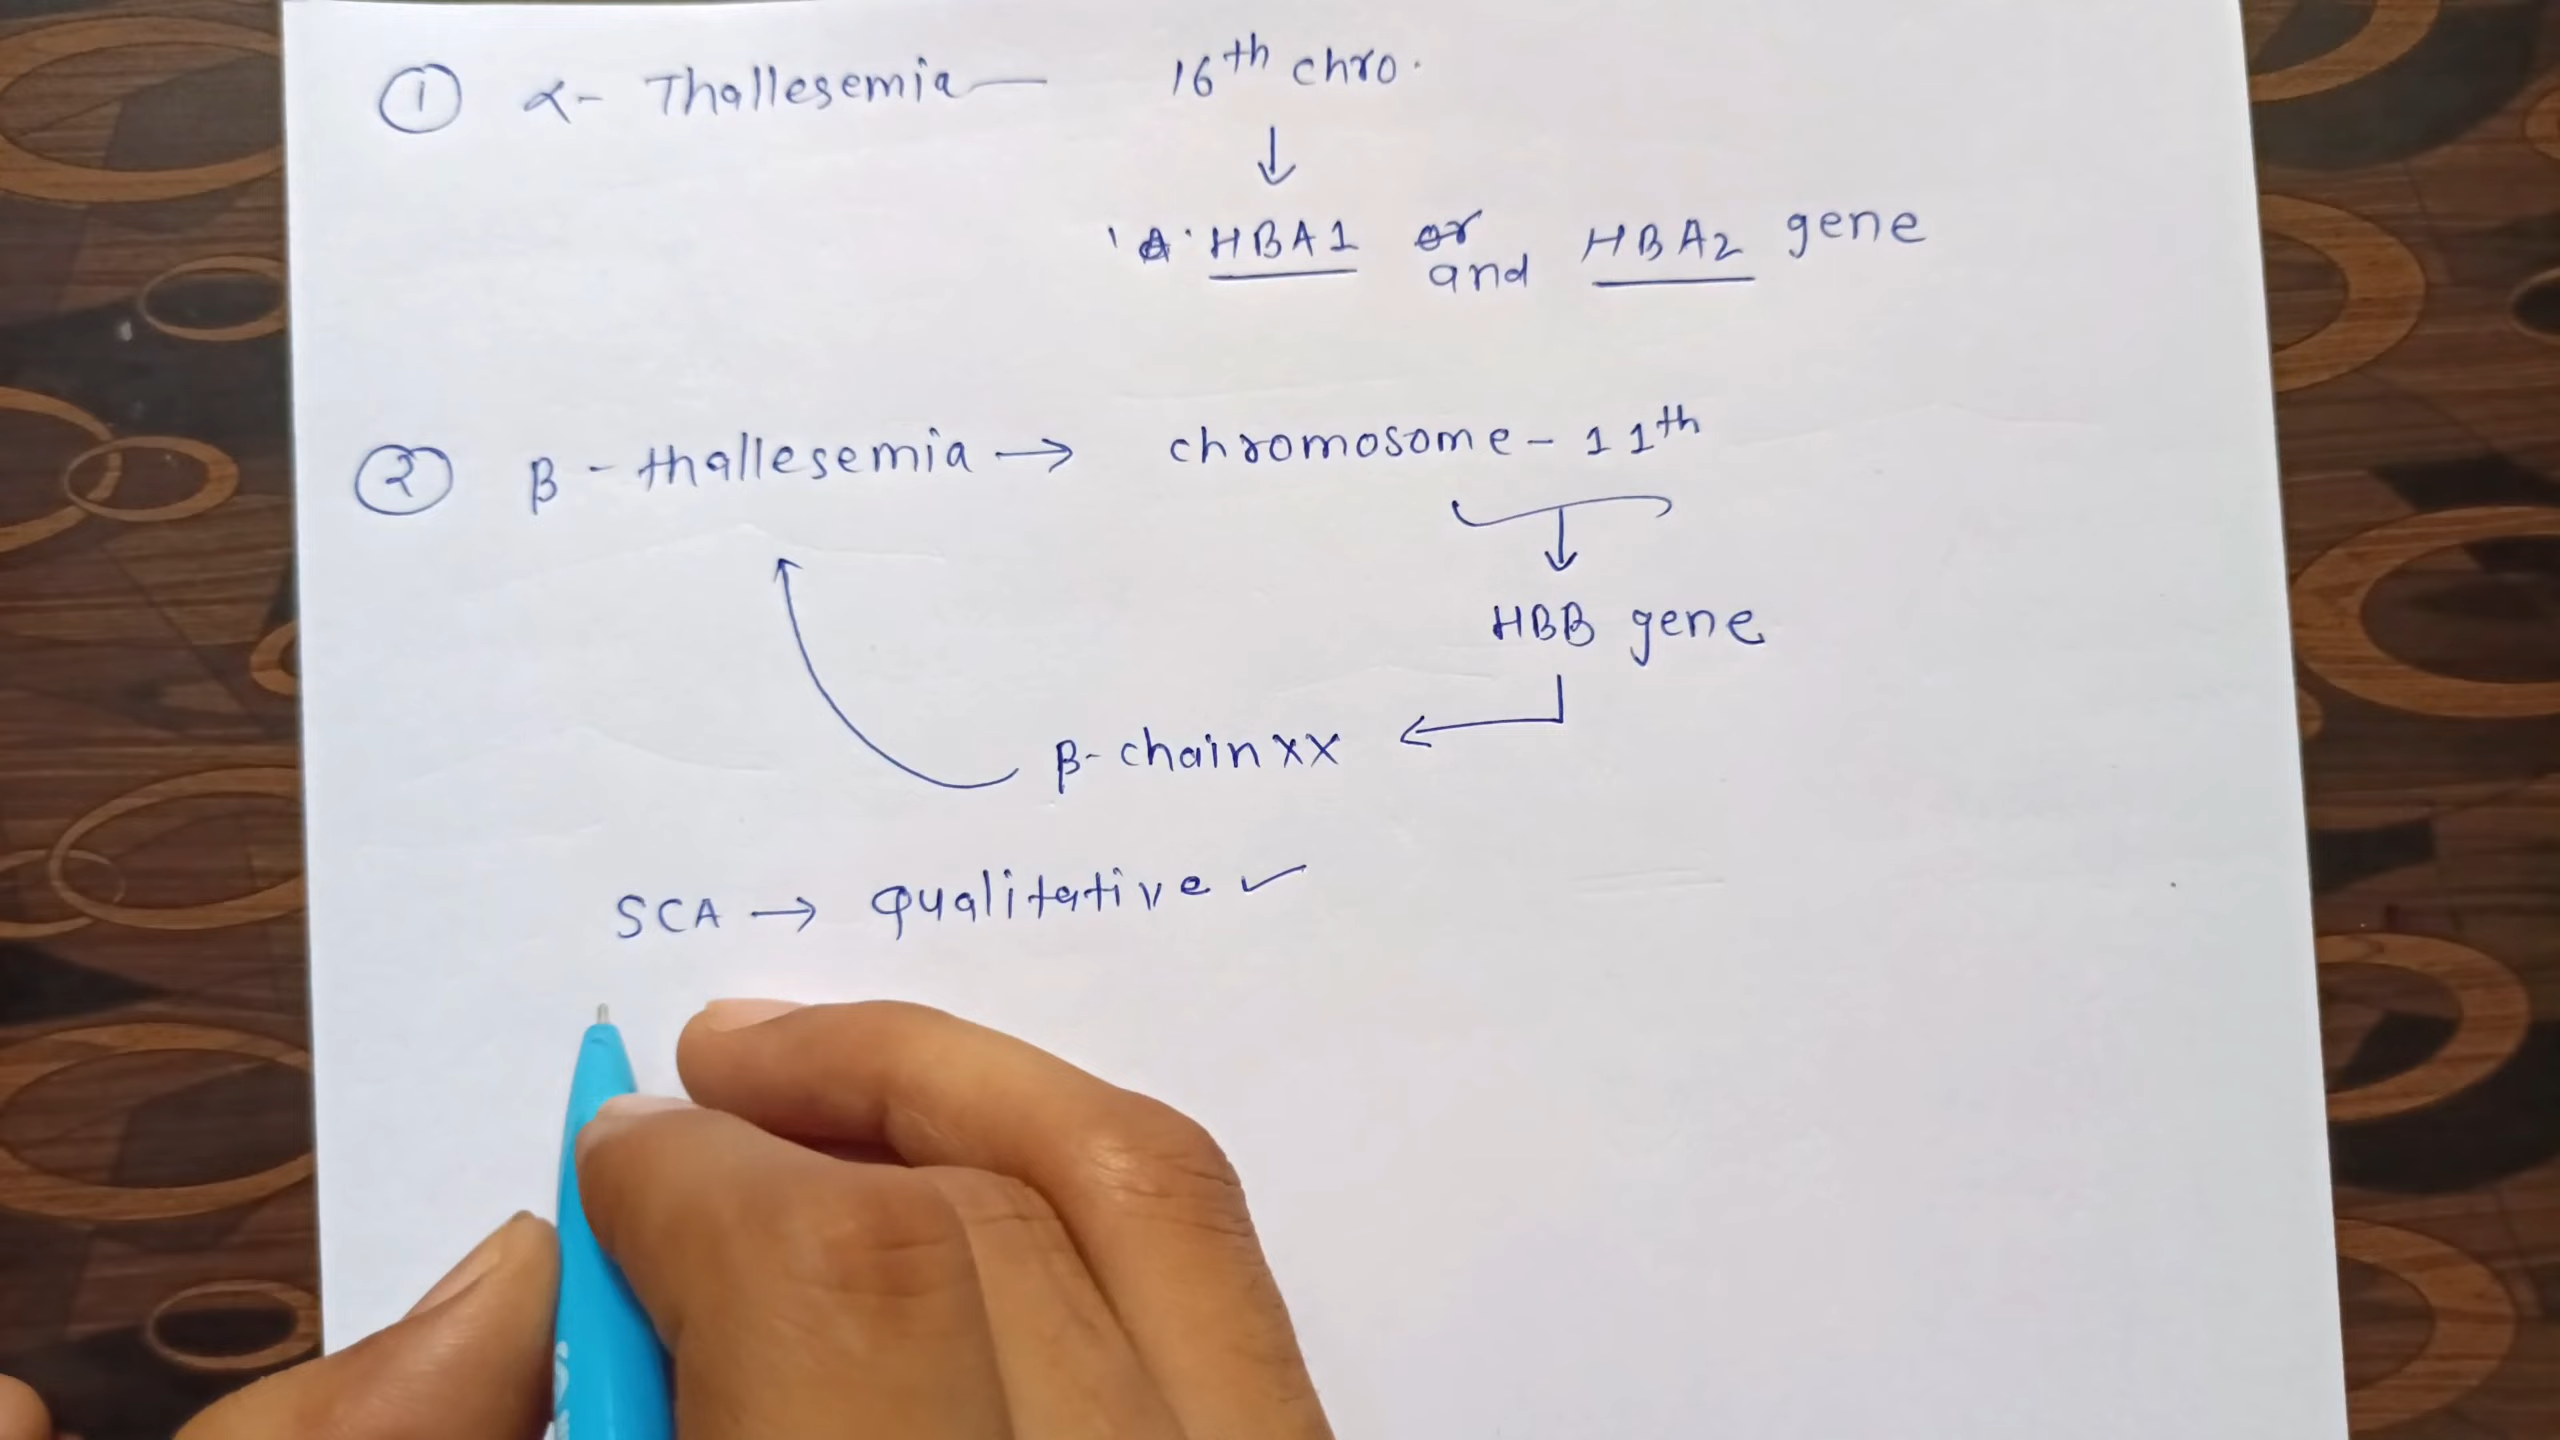 ① α- Thallesemia — 16th chro.
↓
' A ' HBA1 or and HBA2 gene
② β - thallesemia → chromosome - 11th
↓
HBB gene
β- chain xx ←
SCA → qualitative ✓